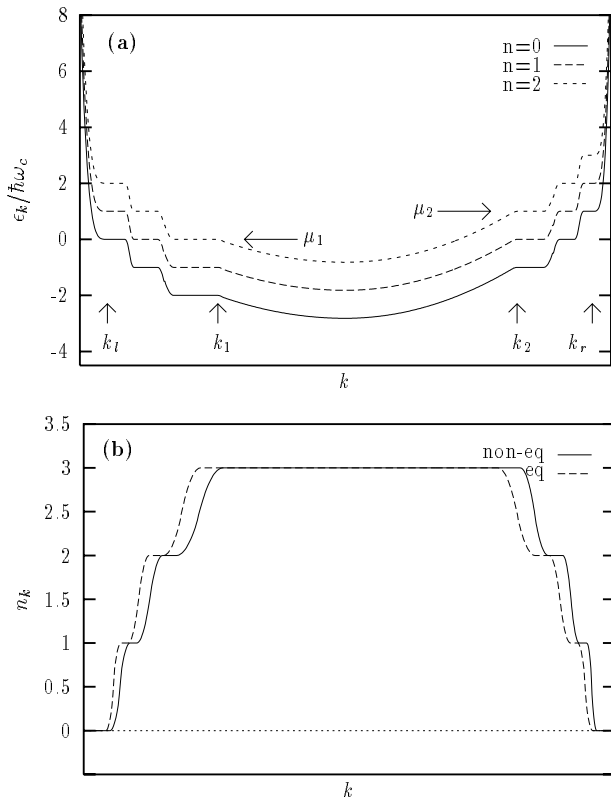 (a)
n=0
n=1
n=2
8
6
4
2
0
-2
-4
ϵk/ħωc
μ1
μ2
kl
k1
k2
kr
k
(b)
non-eq
eq
3.5
3
2.5
2
1.5
1
0.5
0
nk
k